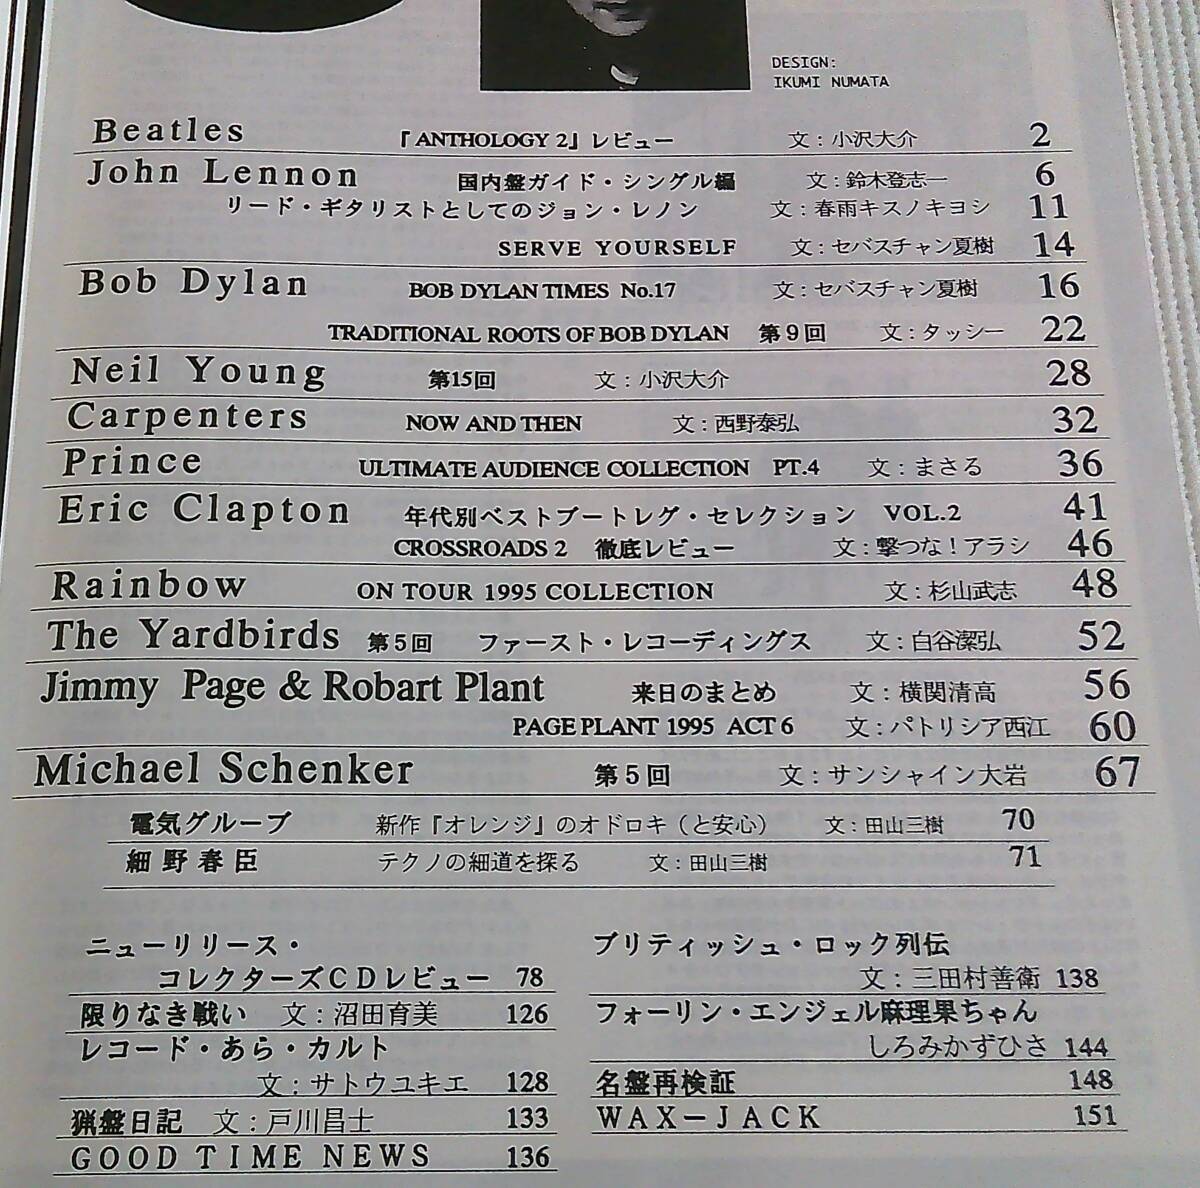 DESIGN:
IKUMI NUMATA
Beatles 『ANTHOLOGY 2』レビュー 文：小沢大介 2
John Lennon 国内盤ガイド・シングル編 文：鈴木登志一 6
リード・ギタリストとしてのジョン・レノン 文：春雨キスノキヨシ 11
SERVE YOURSELF 文：セバスチャン夏樹 14
Bob Dylan BOB DYLAN TIMES No.17 文：セバスチャン夏樹 16
TRADITIONAL ROOTS OF BOB DYLAN 第9回 文：タッシー 22
Neil Young 第15回 文：小沢大介 28
Carpenters NOW AND THEN 文：西野泰弘 32
Prince ULTIMATE AUDIENCE COLLECTION PT.4 文：まさる 36
Eric Clapton 年代別ベストブートレグ・セレクション VOL.2 41
CROSSROADS 2 徹底レビュー 文：撃つな！アラシ 46
Rainbow ON TOUR 1995 COLLECTION 文：杉山武志 48
The Yardbirds 第5回 ファースト・レコーディングス 文：白谷潔弘 52
Jimmy Page & Robart Plant 来日のまとめ 文：横関清高 56
PAGE PLANT 1995 ACT 6 文：パトリシア西江 60
Michael Schenker 第5回 文：サンシャイン大岩 67
電気グルーブ 新作『オレンジ』のオドロキ（と安心） 文：田山三樹 70
細野春臣 テクノの細道を探る 文：田山三樹 71
ニューリリース・
コレクターズCDレビュー 78
限りなき戦い 文：沼田育美 126
レコード・あら・カルト
文：サトウユキエ 128
猟盤日記 文：戸川昌士 133
GOOD TIME NEWS 136
ブリティッシュ・ロック列伝
文：三田村善衛 138
フォーリン・エンジェル麻理果ちゃん
しろみかずひさ 144
名盤再検証 148
WAX－JACK 151